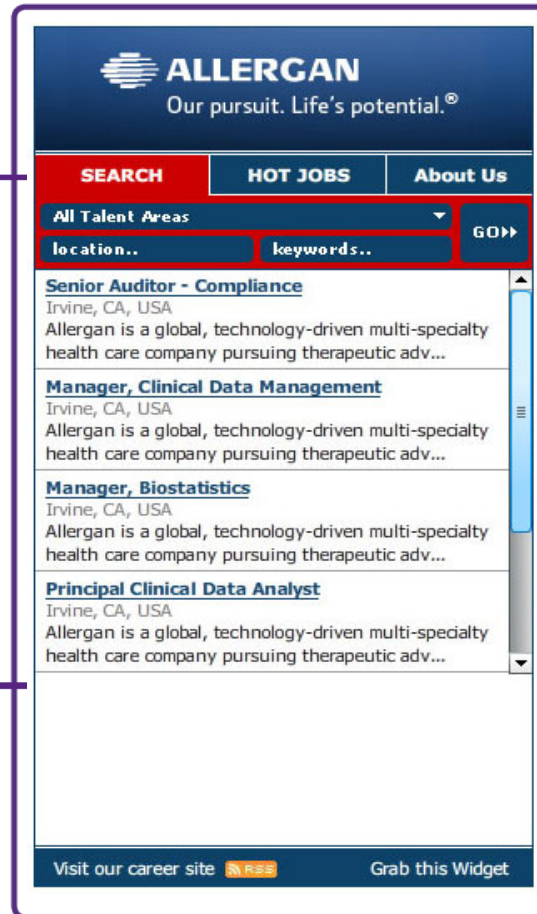 ALLERGAN
Our pursuit. Life's potential.®
SEARCH HOT JOBS About Us
All Talent Areas
GO
location.. keywords..
Senior Auditor - Compliance
Irvine, CA, USA
Allergan is a global, technology-driven multi-specialty
health care company pursuing therapeutic adv...
Manager, Clinical Data Management
Irvine, CA, USA
Allergan is a global, technology-driven multi-specialty
health care company pursuing therapeutic adv...
Manager, Biostatistics
Irvine, CA, USA
Allergan is a global, technology-driven multi-specialty
health care company pursuing therapeutic adv...
Principal Clinical Data Analyst
Irvine, CA, USA
Allergan is a global, technology-driven multi-specialty
health care company pursuing therapeutic adv...
Visit our career site RSS Grab this Widget